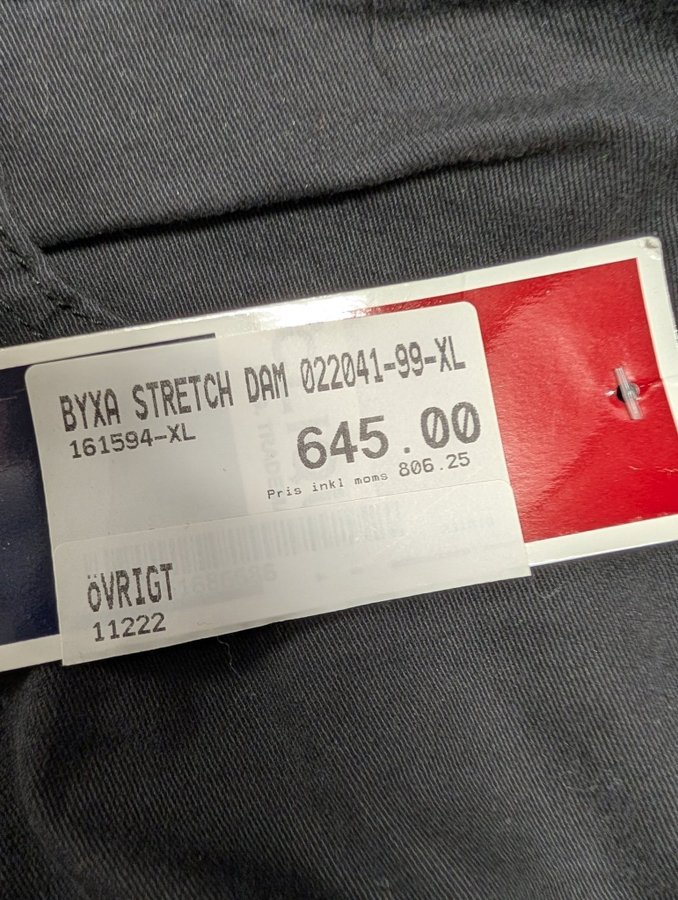 BYXA STRETCH DAM 022041-99-XL
161594-XL
645.00
Pris inkl moms 806.25
ÖVRIGT
11222